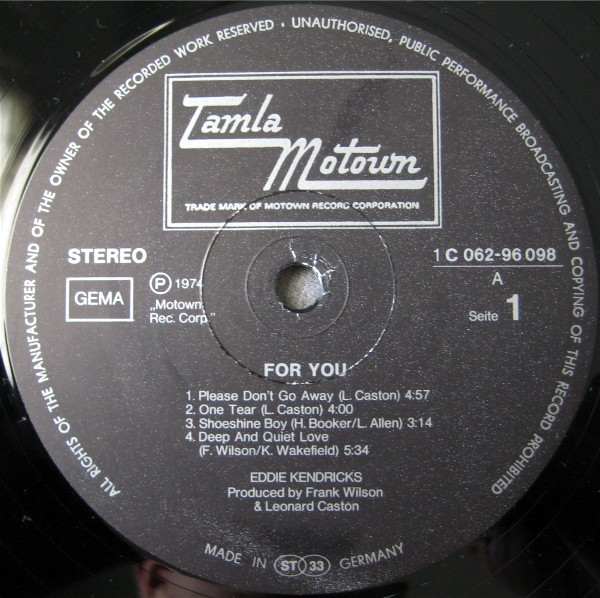 ALL RIGHTS OF THE MANUFACTURER AND OF THE OWNER OF THE RECORDED WORK RESERVED · UNAUTHORISED, PUBLIC PERFORMANCE BROADCASTING AND COPYING OF THIS RECORD PROHIBITED
Tamla
Motown
TRADE MARK OF MOTOWN RECORD CORPORATION
STEREO
GEMA
Ⓟ 1974
„Motown
Rec. Corp."
1 C 062-96 098
A
Seite 1
FOR YOU
1. Please Don't Go Away (L. Caston) 4:57
2. One Tear (L. Caston) 4:00
3. Shoeshine Boy (H. Booker/L. Allen) 3:14
4. Deep And Quiet Love
(F. Wilson/K. Wakefield) 5:34
EDDIE KENDRICKS
Produced by Frank Wilson
& Leonard Caston
MADE IN ST 33 GERMANY